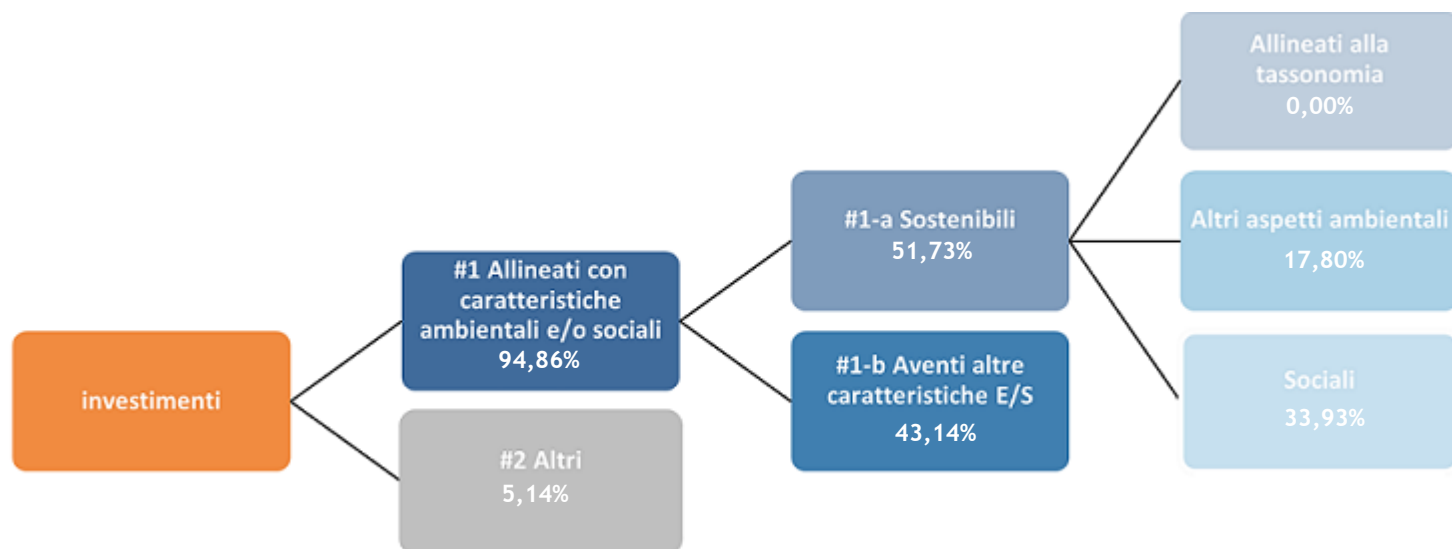 investimenti
#1 Allineati con
caratteristiche
ambientali e/o sociali
94,86%
#2 Altri
5,14%
#1-a Sostenibili
51,73%
#1-b Aventi altre
caratteristiche E/S
43,14%
Allineati alla
tassonomia
0,00%
Altri aspetti ambientali
17,80%
Sociali
33,93%